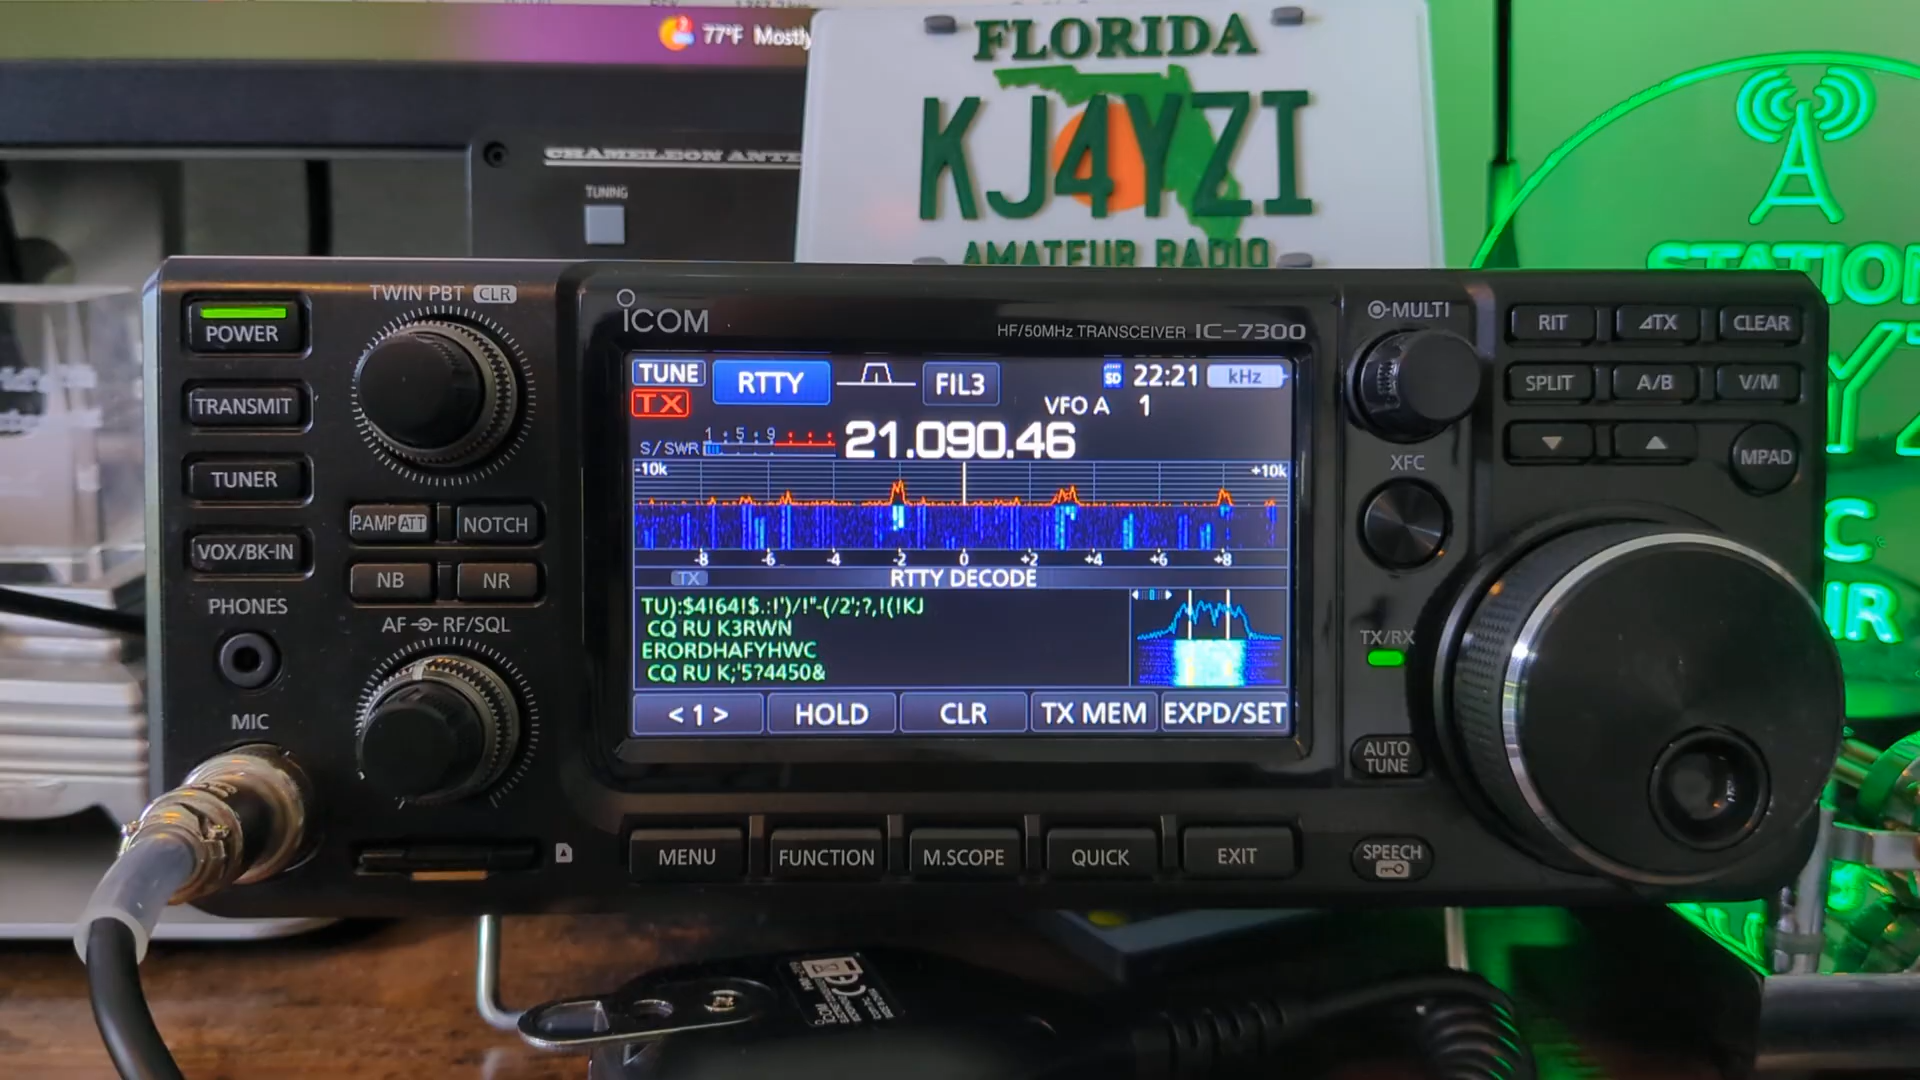 77°F Mostly
FLORIDA
KJ4YZI
AMATEUR RADIO
CHAMELEON ANTE
TUNING
STATION
POWER
TRANSMIT
TUNER
VOX/BK-IN
PHONES
MIC
TWIN PBT CLR
P.AMP ATT
NOTCH
NB
NR
AF RF/SQL
ICOM
HF/50MHz TRANSCEIVER IC-7300
TUNE RTTY FIL3 SD 22:21 kHz
TX VFO A 1
S/SWR 1 5 9 21.090.46
-10k +10k
-8 -6 -4 -2 0 +2 +4 +6 +8
TX RTTY DECODE
TU):$4!64!$.:!')/!"-(/2';?,!(!KJ
CQ RU K3RWN
ERORDHAFYHWC
CQ RU K;'5?4450&
<1> HOLD CLR TX MEM EXPD/SET
MENU FUNCTION M.SCOPE QUICK EXIT
MULTI
XFC
TX/RX
AUTO TUNE
SPEECH
RIT ΔTX CLEAR
SPLIT A/B V/M
MPAD